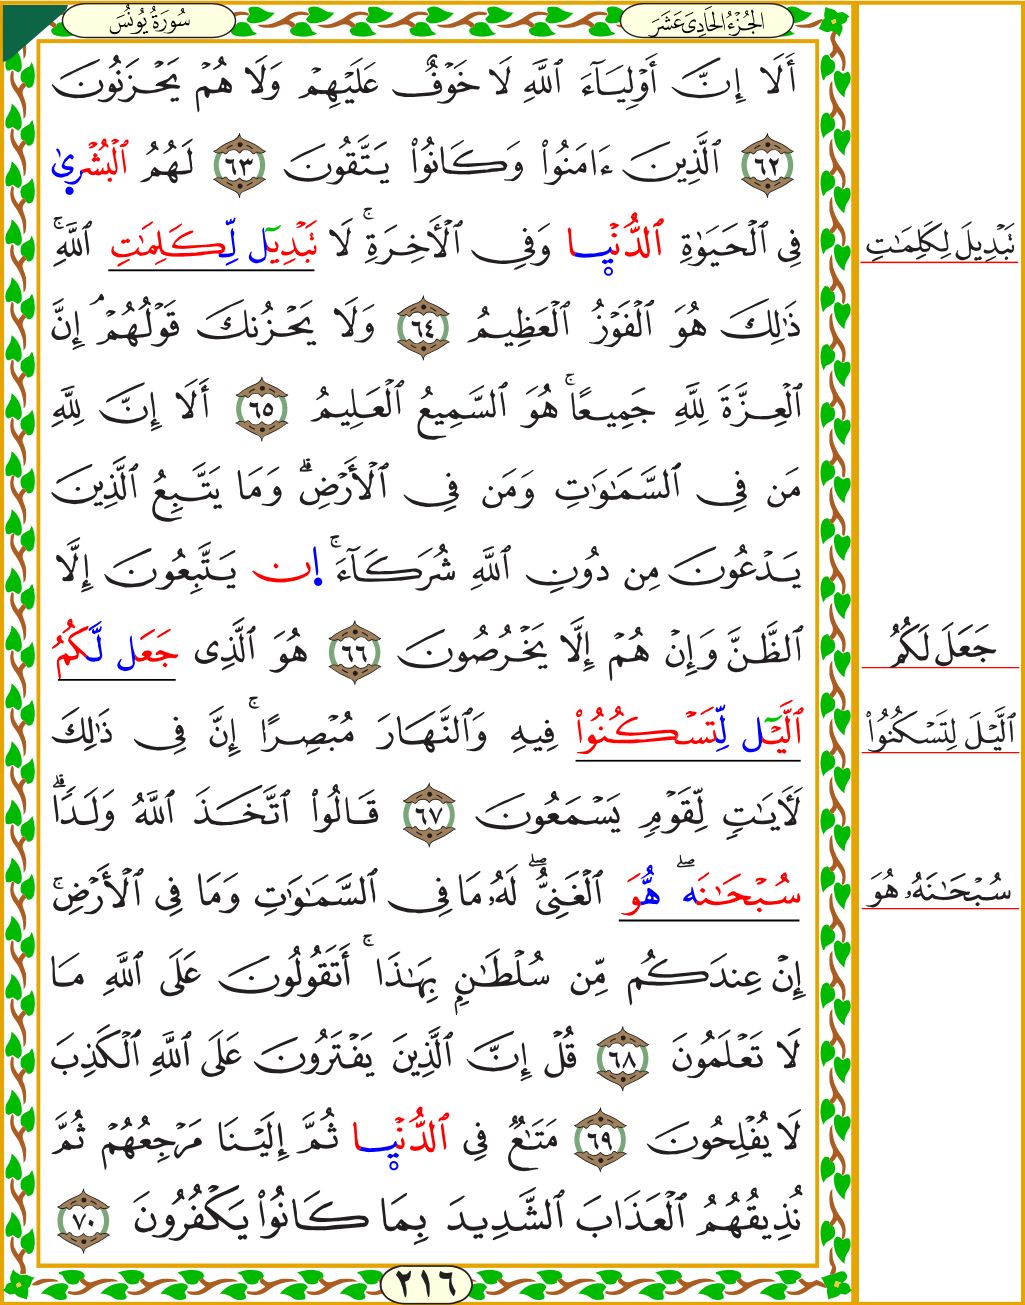 سُورَةُ يُونُسَ
الجُزْءُ الحَادِي عَشَرَ
أَلَآ إِنَّ أَوۡلِيَآءَ ٱللَّهِ لَا خَوۡفٌ عَلَيۡهِمۡ وَلَا هُمۡ يَحۡزَنُونَ
٦٢ ٱلَّذِينَ ءَامَنُواْ وَكَانُواْ يَتَّقُونَ ٦٣ لَهُمُ ٱلۡبُشۡرىٰ
فِي ٱلۡحَيَوٰةِ ٱلدُّنۡيا وَفِي ٱلۡأٓخِرَةِۚ لَا تَبۡدِيل لِّكَلِمَٰتِ ٱللَّهِۚ
تَبۡدِيلَ لِكَلِمَٰتِ
ذَٰلِكَ هُوَ ٱلۡفَوۡزُ ٱلۡعَظِيمُ ٦٤ وَلَا يَحۡزُنكَ قَوۡلُهُمۡۘ إِنَّ
ٱلۡعِزَّةَ لِلَّهِ جَمِيعًاۚ هُوَ ٱلسَّمِيعُ ٱلۡعَلِيمُ ٦٥ أَلَآ إِنَّ لِلَّهِ
مَن فِي ٱلسَّمَٰوَٰتِ وَمَن فِي ٱلۡأَرۡضِۗ وَمَا يَتَّبِعُ ٱلَّذِينَ
يَدۡعُونَ مِن دُونِ ٱللَّهِ شُرَكَآءَۚ إن يَتَّبِعُونَ إِلَّا
ٱلظَّنَّ وَإِنۡ هُمۡ إِلَّا يَخۡرُصُونَ ٦٦ هُوَ ٱلَّذِي جَعَل لَّكُمُ
جَعَلَ لَكُمُ
ٱلَّيۡل لِّتَسۡكُنُواْ فِيهِ وَٱلنَّهَارَ مُبۡصِرًاۚ إِنَّ فِي ذَٰلِكَ
ٱلَّيۡلَ لِتَسۡكُنُواْ
لَأٓيَٰتٖ لِّقَوۡمٖ يَسۡمَعُونَ ٦٧ قَالُواْ ٱتَّخَذَ ٱللَّهُ وَلَدٗاۗ
سُبۡحَٰنَهۖ هُّوَ ٱلۡغَنِيُّۖ لَهُۥ مَا فِي ٱلسَّمَٰوَٰتِ وَمَا فِي ٱلۡأَرۡضِۚ
سُبۡحَٰنَهُۥ هُوَ
إِنۡ عِندَكُم مِّن سُلۡطَٰنِۭ بِهَٰذَآۚ أَتَقُولُونَ عَلَى ٱللَّهِ مَا
لَا تَعۡلَمُونَ ٦٨ قُلۡ إِنَّ ٱلَّذِينَ يَفۡتَرُونَ عَلَى ٱللَّهِ ٱلۡكَذِبَ
لَا يُفۡلِحُونَ ٦٩ مَتَٰعٞ فِي ٱلدُّنۡيا ثُمَّ إِلَيۡنَا مَرۡجِعُهُمۡ ثُمَّ
نُذِيقُهُمُ ٱلۡعَذَابَ ٱلشَّدِيدَ بِمَا كَانُواْ يَكۡفُرُونَ ٧٠
٢١٦